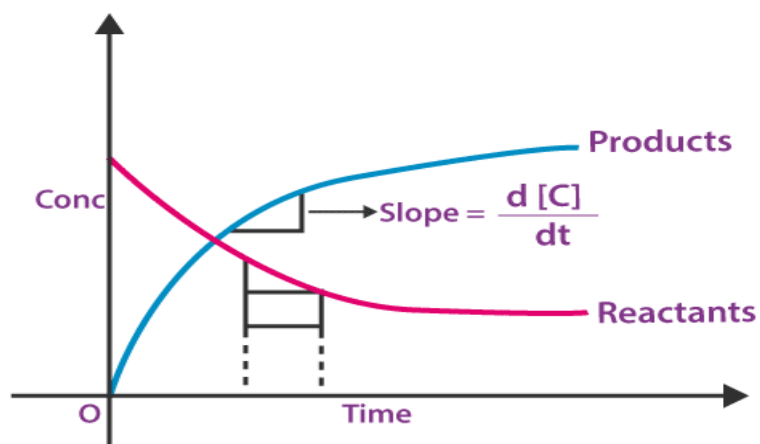 Products
Conc
Slope = d [C] / dt
Reactants
O
Time